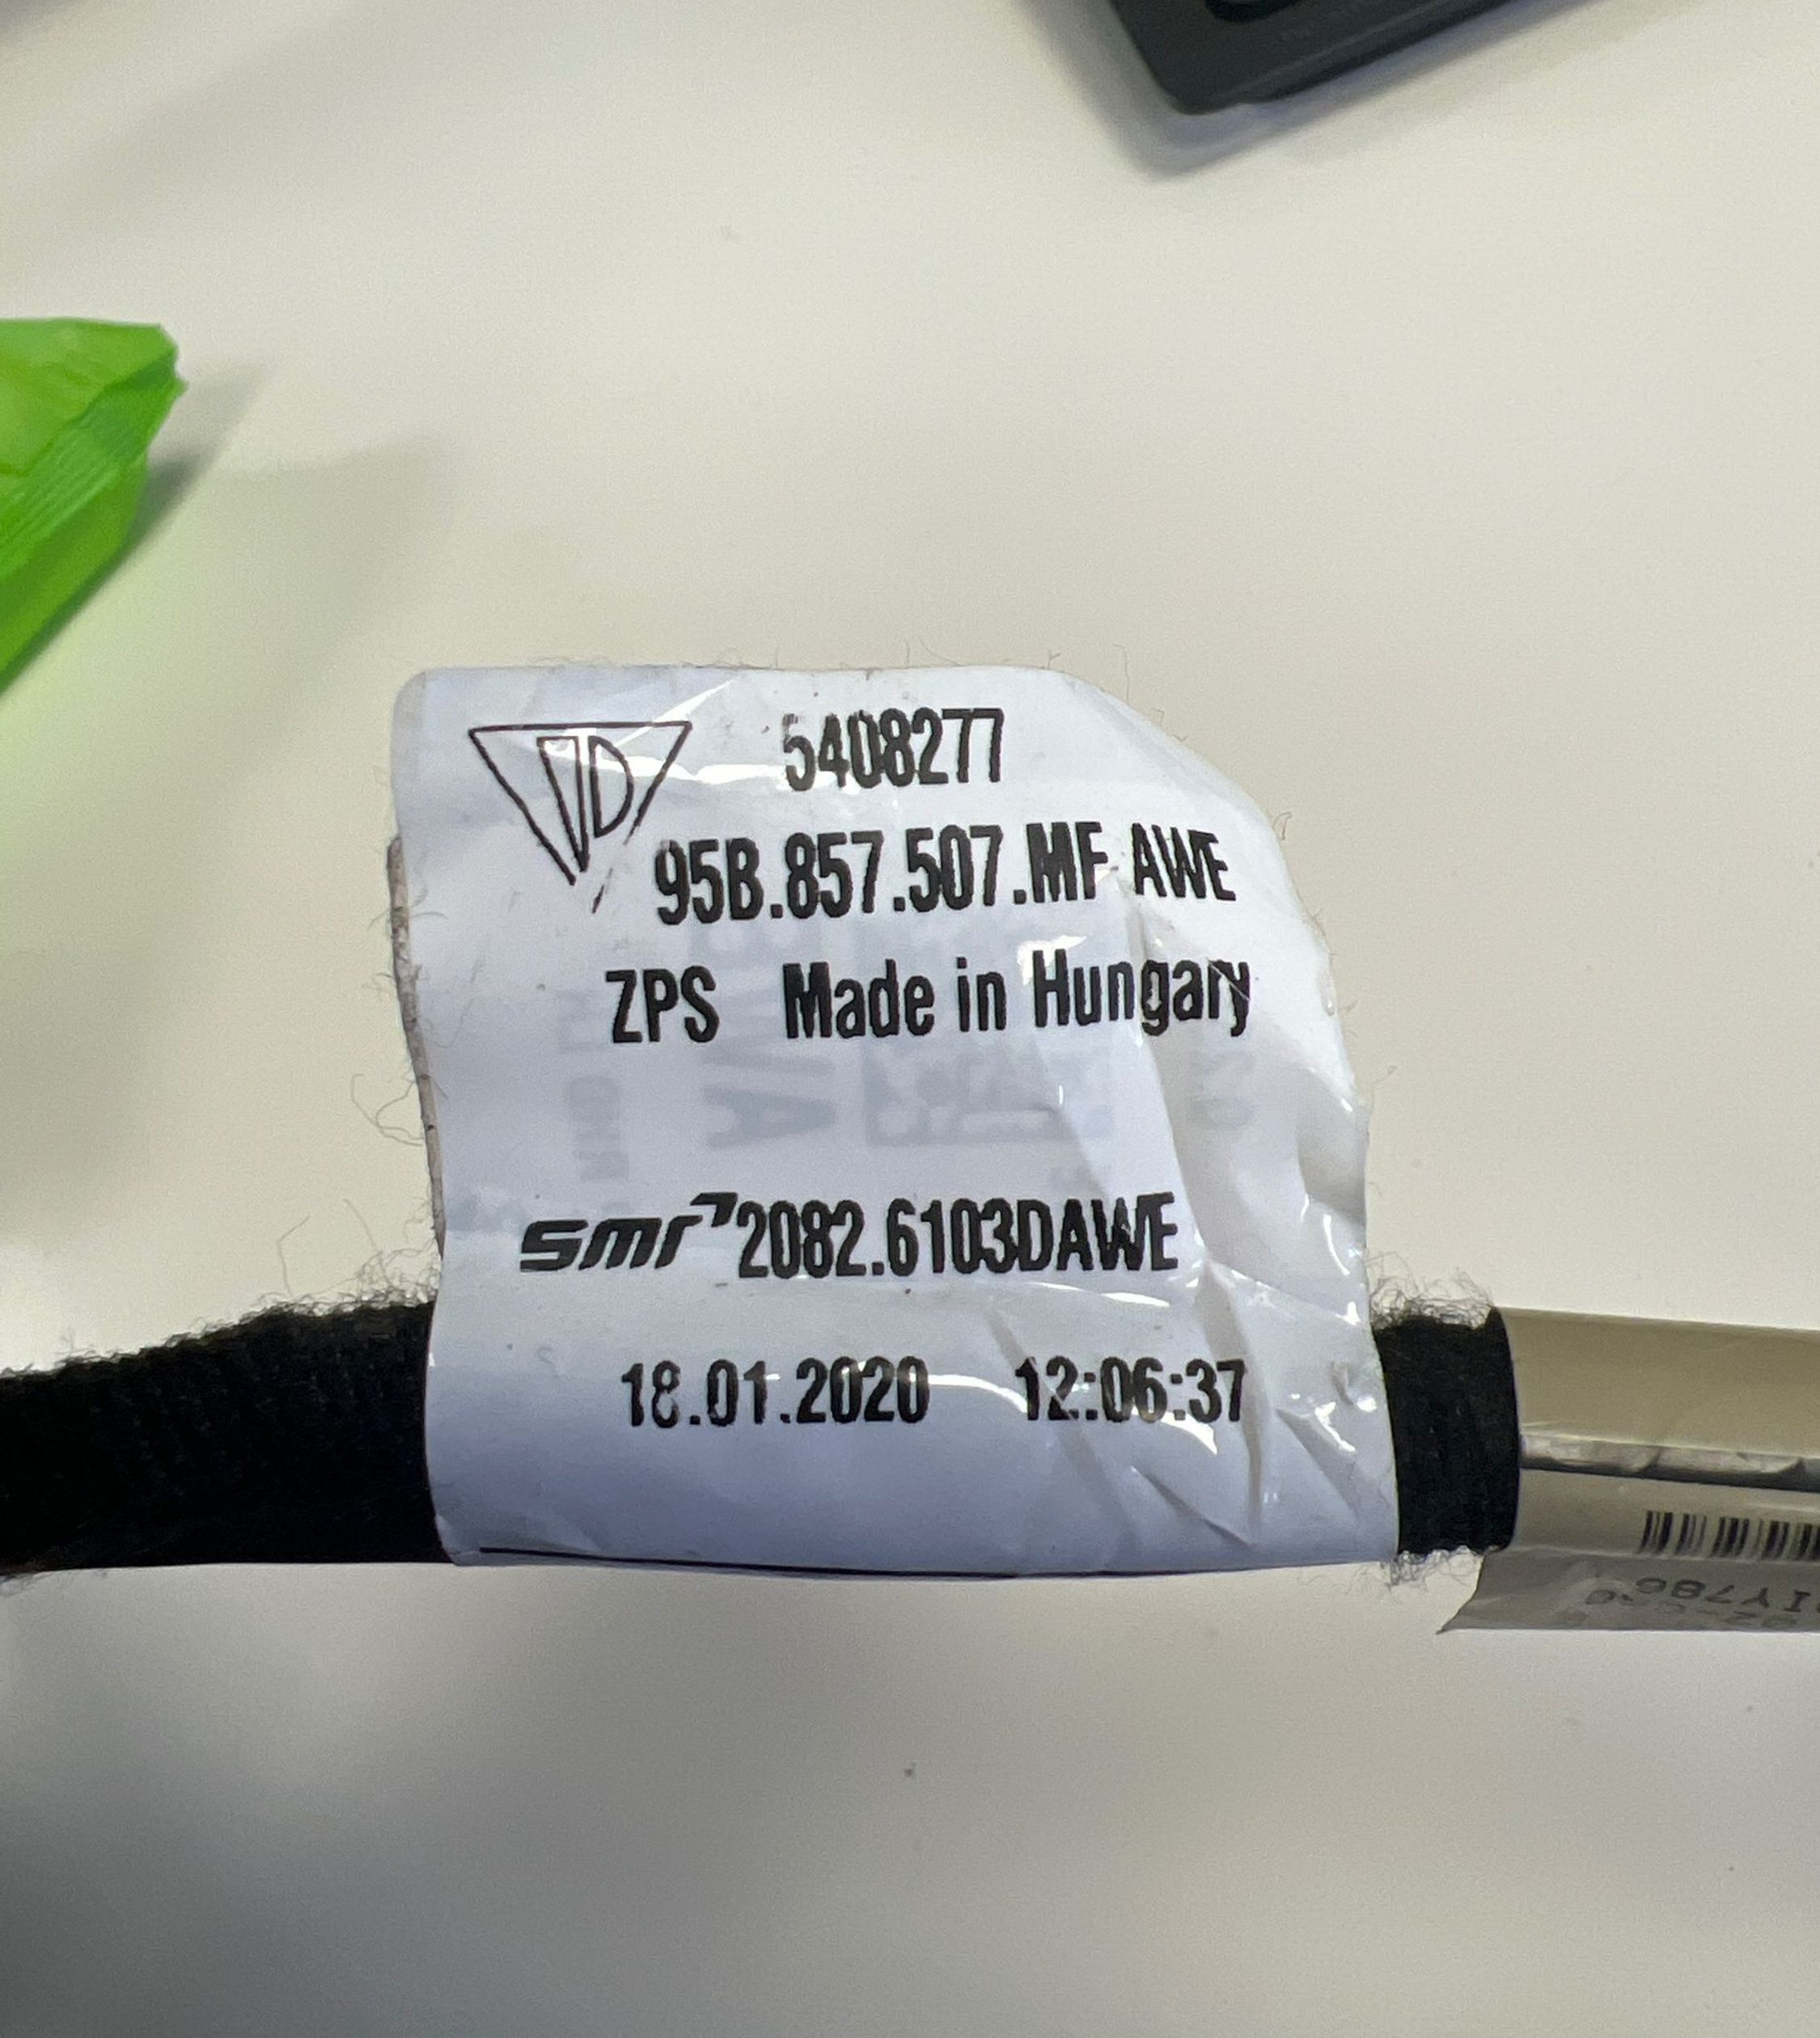 5408277
95B.857.507.MF AWE
ZPS Made in Hungary
smr 2082.6103DAWE
18.01.2020 12:06:37
IY786